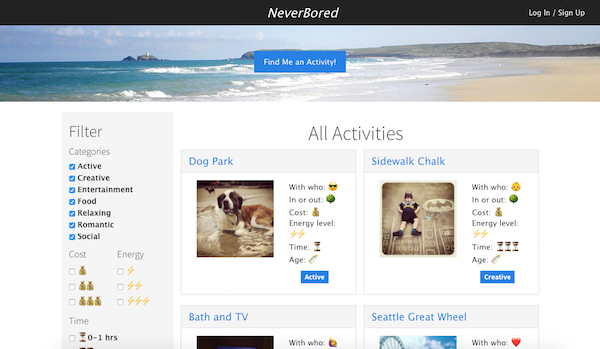 NeverBored
Log In / Sign Up
Find Me an Activity!
Filter
Categories
Active
Creative
Entertainment
Food
Relaxing
Romantic
Social
Cost
Energy
Time
0-1 hrs
All Activities
Dog Park
With who: 😎
In or out: 🌳
Cost: 💰
Energy level:
⚡⚡
Time: ⏳
Age: 🍼
Active
Sidewalk Chalk
With who: 👶
In or out: 🌳
Cost: 💰
Energy level:
⚡⚡
Time: ⏳⏳⏳
Age: 🍼
Creative
Bath and TV
With who: 🙋
Seattle Great Wheel
With who: ❤️